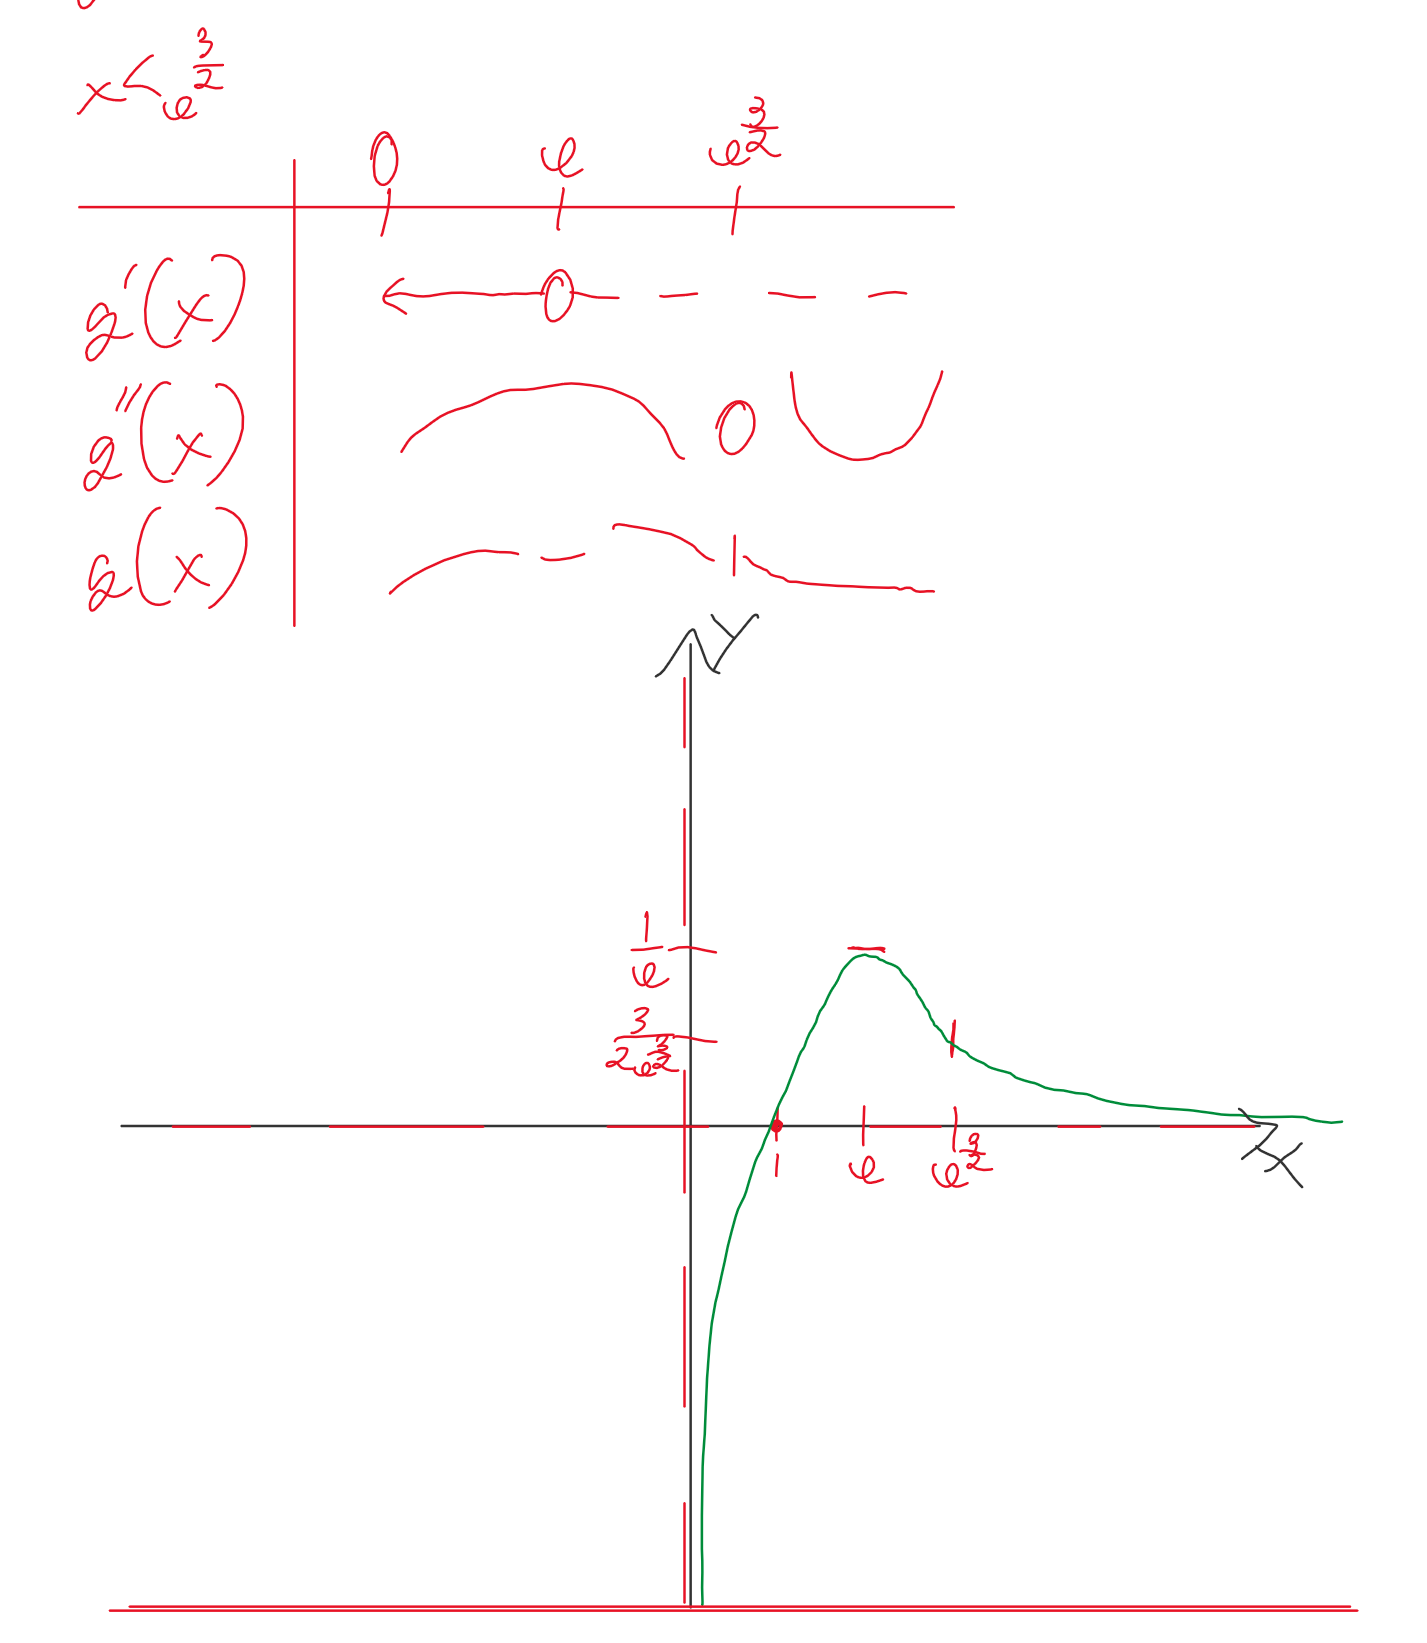 x < e^{3/2}
0 e e^{3/2}
g'(x) 0 - - - -
g''(x) 0
g(x)
Y
1/e
3/(2e^{3/2})
1 e e^{3/2} X